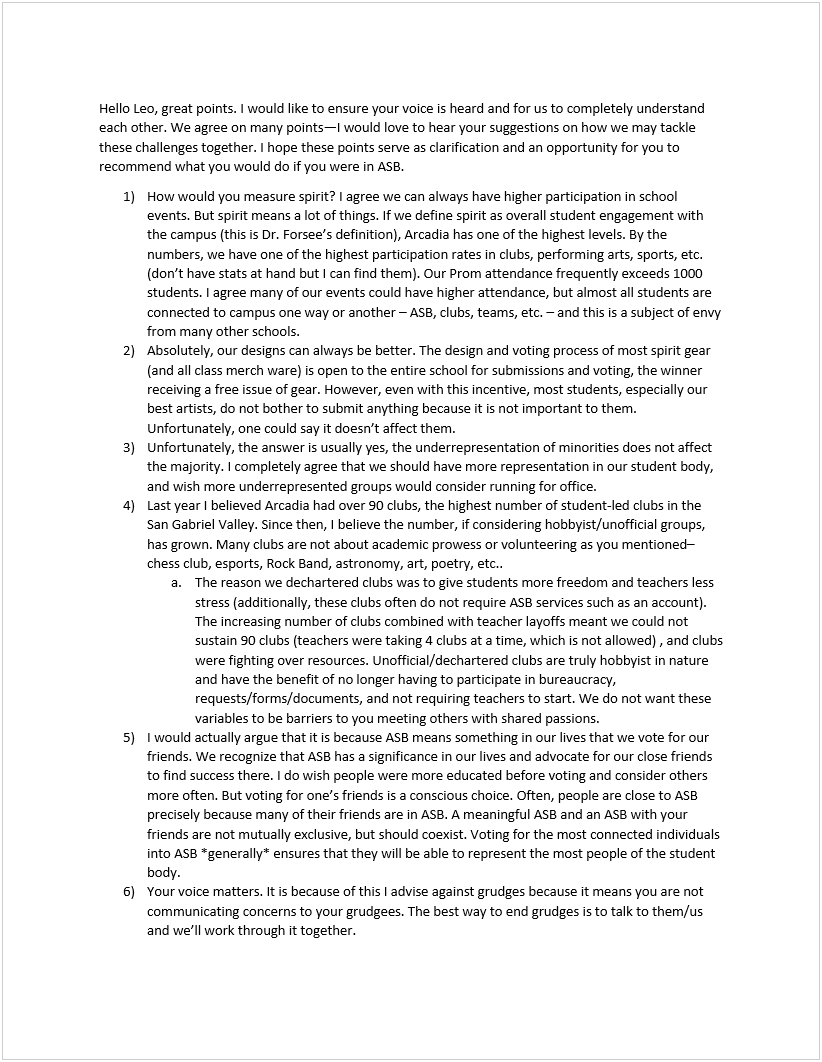 Hello Leo, great points. I would like to ensure your voice is heard and for us to completely understand
each other. We agree on many points—I would love to hear your suggestions on how we may tackle
these challenges together. I hope these points serve as clarification and an opportunity for you to
recommend what you would do if you were in ASB.
1) How would you measure spirit? I agree we can always have higher participation in school
events. But spirit means a lot of things. If we define spirit as overall student engagement with
the campus (this is Dr. Forsee’s definition), Arcadia has one of the highest levels. By the
numbers, we have one of the highest participation rates in clubs, performing arts, sports, etc.
(don’t have stats at hand but I can find them). Our Prom attendance frequently exceeds 1000
students. I agree many of our events could have higher attendance, but almost all students are
connected to campus one way or another – ASB, clubs, teams, etc. – and this is a subject of envy
from many other schools.
2) Absolutely, our designs can always be better. The design and voting process of most spirit gear
(and all class merch ware) is open to the entire school for submissions and voting, the winner
receiving a free issue of gear. However, even with this incentive, most students, especially our
best artists, do not bother to submit anything because it is not important to them.
Unfortunately, one could say it doesn’t affect them.
3) Unfortunately, the answer is usually yes, the underrepresentation of minorities does not affect
the majority. I completely agree that we should have more representation in our student body,
and wish more underrepresented groups would consider running for office.
4) Last year I believed Arcadia had over 90 clubs, the highest number of student-led clubs in the
San Gabriel Valley. Since then, I believe the number, if considering hobbyist/unofficial groups,
has grown. Many clubs are not about academic prowess or volunteering as you mentioned–
chess club, esports, Rock Band, astronomy, art, poetry, etc..
a. The reason we dechartered clubs was to give students more freedom and teachers less
stress (additionally, these clubs often do not require ASB services such as an account).
The increasing number of clubs combined with teacher layoffs meant we could not
sustain 90 clubs (teachers were taking 4 clubs at a time, which is not allowed) , and clubs
were fighting over resources. Unofficial/dechartered clubs are truly hobbyist in nature
and have the benefit of no longer having to participate in bureaucracy,
requests/forms/documents, and not requiring teachers to start. We do not want these
variables to be barriers to you meeting others with shared passions.
5) I would actually argue that it is because ASB means something in our lives that we vote for our
friends. We recognize that ASB has a significance in our lives and advocate for our close friends
to find success there. I do wish people were more educated before voting and consider others
more often. But voting for one’s friends is a conscious choice. Often, people are close to ASB
precisely because many of their friends are in ASB. A meaningful ASB and an ASB with your
friends are not mutually exclusive, but should coexist. Voting for the most connected individuals
into ASB *generally* ensures that they will be able to represent the most people of the student
body.
6) Your voice matters. It is because of this I advise against grudges because it means you are not
communicating concerns to your grudgees. The best way to end grudges is to talk to them/us
and we’ll work through it together.